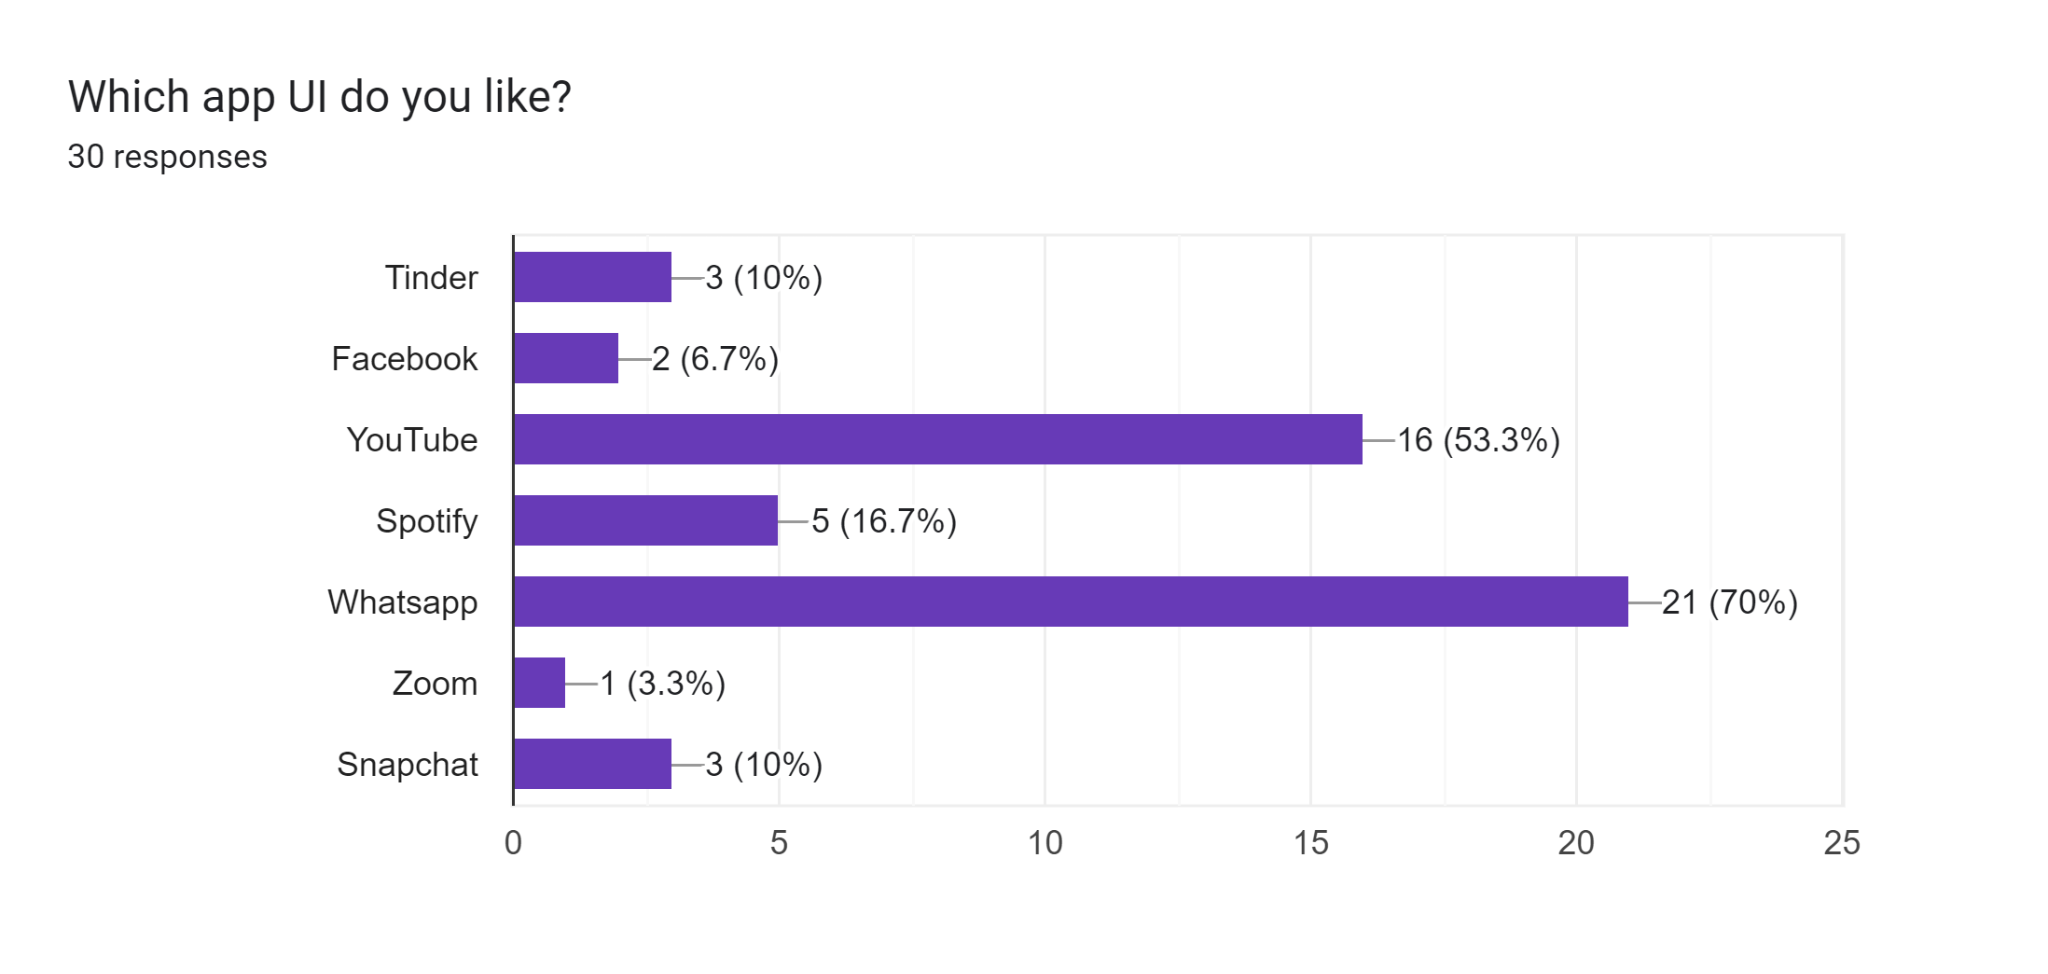 Which app UI do you like?
30 responses
Tinder 3 (10%)
Facebook 2 (6.7%)
YouTube 16 (53.3%)
Spotify 5 (16.7%)
Whatsapp 21 (70%)
Zoom 1 (3.3%)
Snapchat 3 (10%)
0 5 10 15 20 25